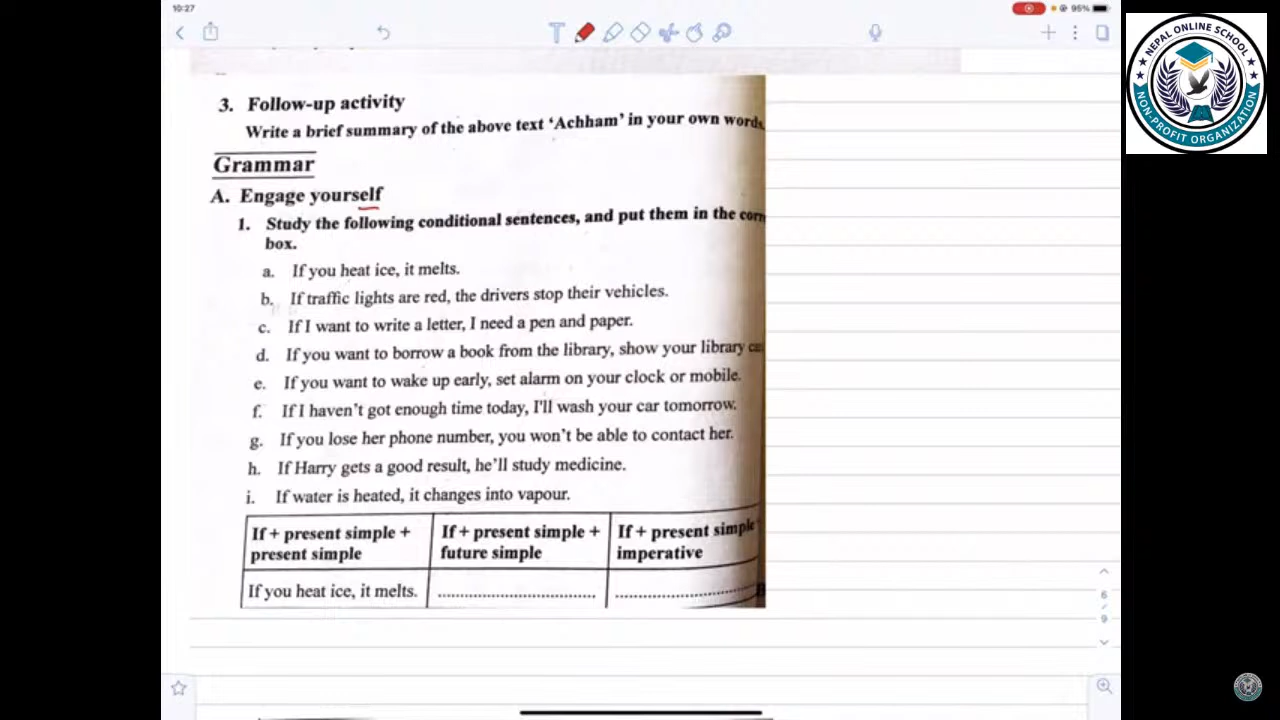 10:27
95%
3. Follow-up activity
Write a brief summary of the above text ‘Achham’ in your own words.
Grammar
A. Engage yourself
1. Study the following conditional sentences, and put them in the
box.
a. If you heat ice, it melts.
b. If traffic lights are red, the drivers stop their vehicles.
c. If I want to write a letter, I need a pen and paper.
d. If you want to borrow a book from the library, show your library
e. If you want to wake up early, set alarm on your clock or mobile.
f. If I haven’t got enough time today, I'll wash your car tomorrow.
g. If you lose her phone number, you won’t be able to contact her.
h. If Harry gets a good result, he’ll study medicine.
i. If water is heated, it changes into vapour.
If + present simple +
present simple
If + present simple +
future simple
If + present simple
imperative
If you heat ice, it melts.
6
9
NEPAL ONLINE SCHOOL
NON-PROFIT ORGANIZATION